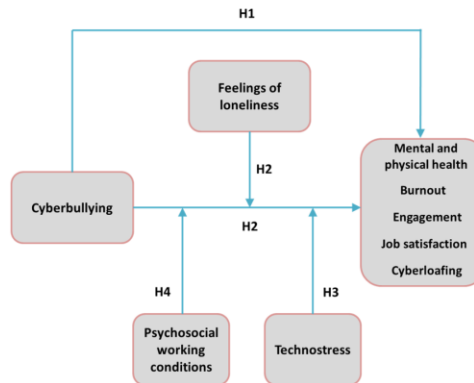 H1
Feelings of
loneliness
Mental and
physical health
Burnout
Engagement
Job satisfaction
Cyberloafing
H2
Cyberbullying
H2
H4
H3
Psychosocial
working
conditions
Technostress